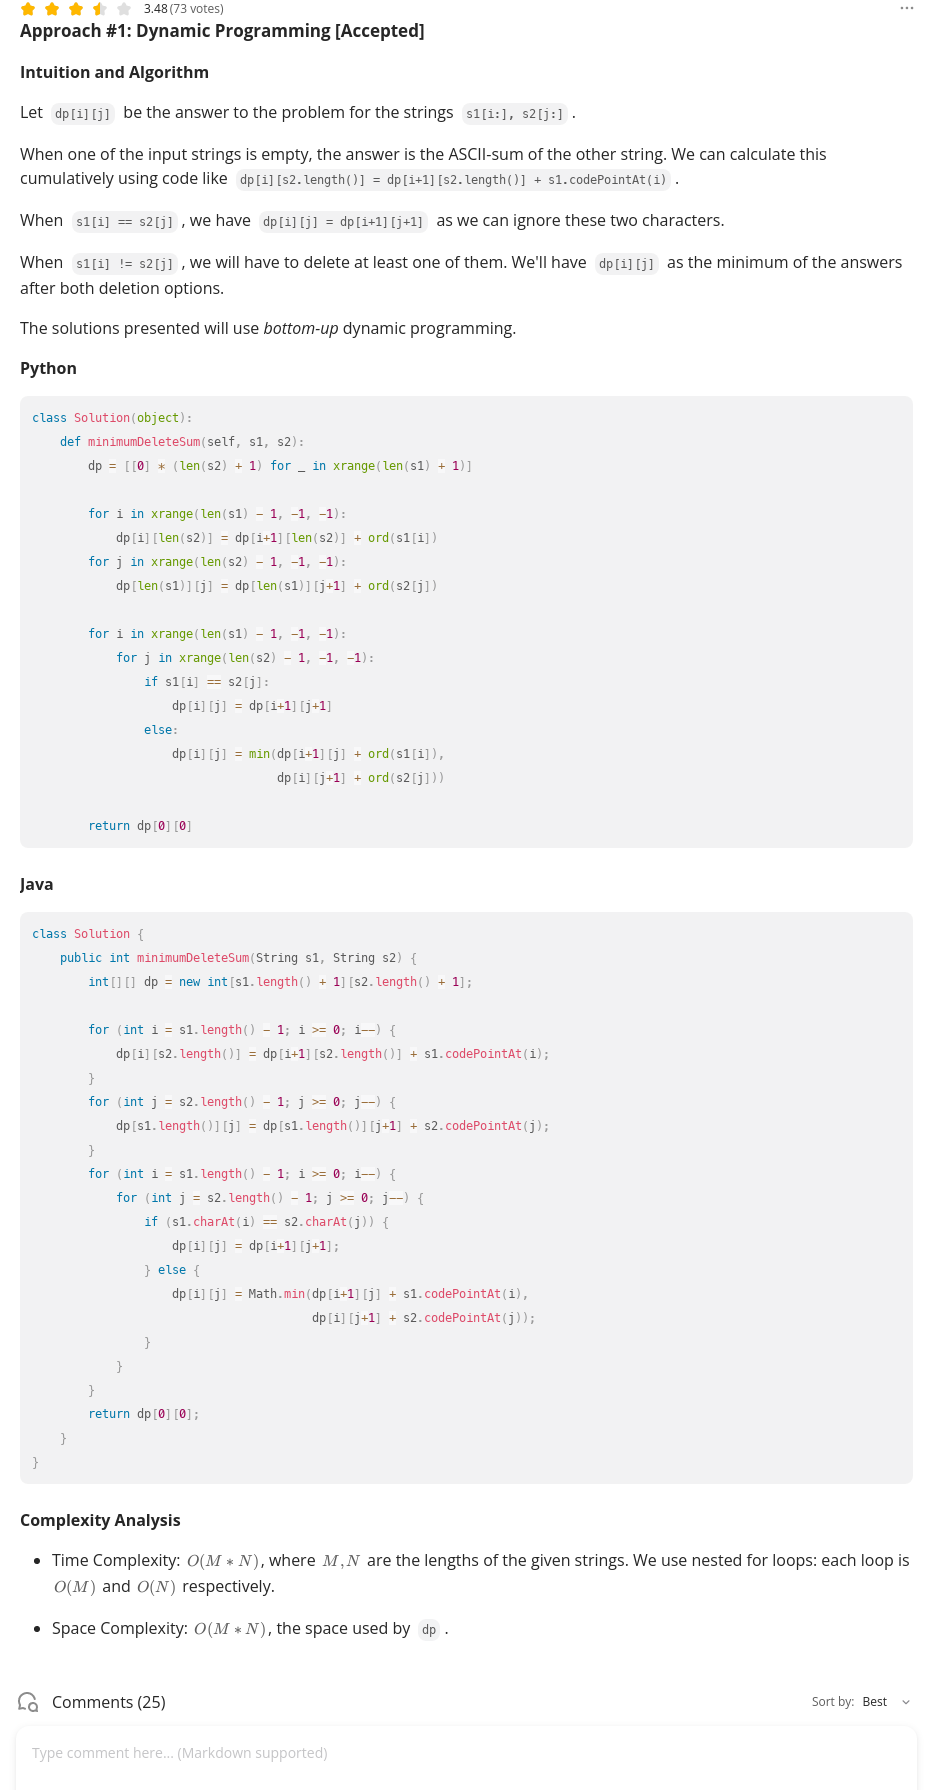 3.48 (73 votes)
Approach #1: Dynamic Programming [Accepted]
Intuition and Algorithm
Let dp[i][j] be the answer to the problem for the strings s1[i:], s2[j:] .
When one of the input strings is empty, the answer is the ASCII-sum of the other string. We can calculate this
cumulatively using code like dp[i][s2.length()] = dp[i+1][s2.length()] + s1.codePointAt(i) .
When s1[i] == s2[j] , we have dp[i][j] = dp[i+1][j+1] as we can ignore these two characters.
When s1[i] != s2[j] , we will have to delete at least one of them. We'll have dp[i][j] as the minimum of the answers
after both deletion options.
The solutions presented will use bottom-up dynamic programming.
Python
class Solution(object):
    def minimumDeleteSum(self, s1, s2):
        dp = [[0] * (len(s2) + 1) for _ in xrange(len(s1) + 1)]
        for i in xrange(len(s1) - 1, -1, -1):
            dp[i][len(s2)] = dp[i+1][len(s2)] + ord(s1[i])
        for j in xrange(len(s2) - 1, -1, -1):
            dp[len(s1)][j] = dp[len(s1)][j+1] + ord(s2[j])
        for i in xrange(len(s1) - 1, -1, -1):
            for j in xrange(len(s2) - 1, -1, -1):
                if s1[i] == s2[j]:
                    dp[i][j] = dp[i+1][j+1]
                else:
                    dp[i][j] = min(dp[i+1][j] + ord(s1[i]),
                                   dp[i][j+1] + ord(s2[j]))
        return dp[0][0]
Java
class Solution {
    public int minimumDeleteSum(String s1, String s2) {
        int[][] dp = new int[s1.length() + 1][s2.length() + 1];
        for (int i = s1.length() - 1; i >= 0; i--) {
            dp[i][s2.length()] = dp[i+1][s2.length()] + s1.codePointAt(i);
        }
        for (int j = s2.length() - 1; j >= 0; j--) {
            dp[s1.length()][j] = dp[s1.length()][j+1] + s2.codePointAt(j);
        }
        for (int i = s1.length() - 1; i >= 0; i--) {
            for (int j = s2.length() - 1; j >= 0; j--) {
                if (s1.charAt(i) == s2.charAt(j)) {
                    dp[i][j] = dp[i+1][j+1];
                } else {
                    dp[i][j] = Math.min(dp[i+1][j] + s1.codePointAt(i),
                                        dp[i][j+1] + s2.codePointAt(j));
                }
            }
        }
        return dp[0][0];
    }
}
Complexity Analysis
• Time Complexity: O(M * N), where M, N are the lengths of the given strings. We use nested for loops: each loop is
O(M) and O(N) respectively.
• Space Complexity: O(M * N), the space used by dp .
Comments (25)
Sort by: Best
Type comment here... (Markdown supported)